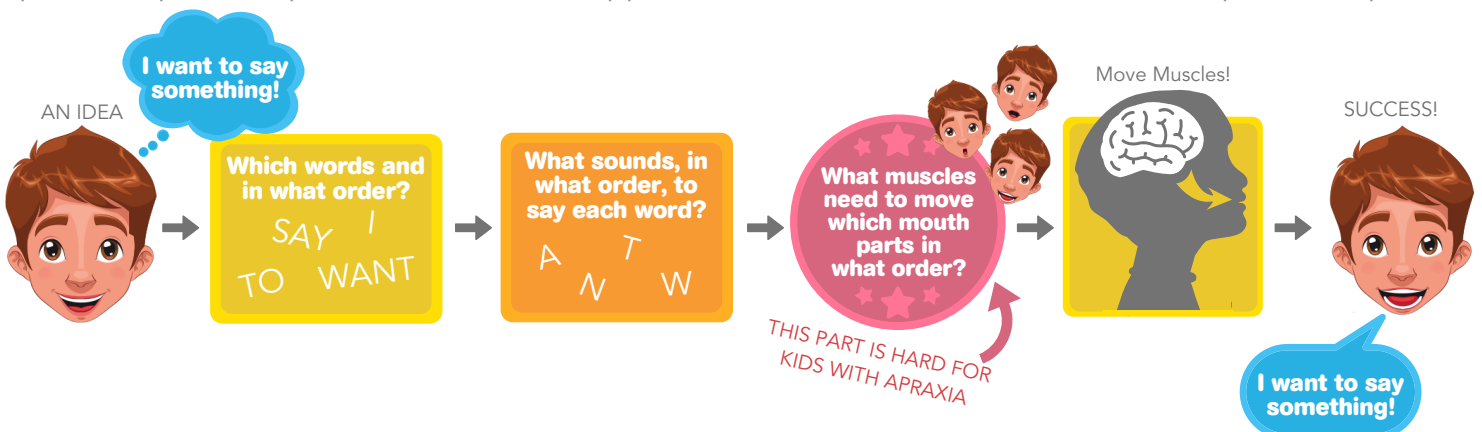 AN IDEA
I want to say
something!
Which words and
in what order?
SAY I
TO WANT
What sounds, in
what order, to
say each word?
A T
N W
What muscles
need to move
which mouth
parts in
what order?
THIS PART IS HARD FOR
KIDS WITH APRAXIA
Move Muscles!
SUCCESS!
I want to say
something!